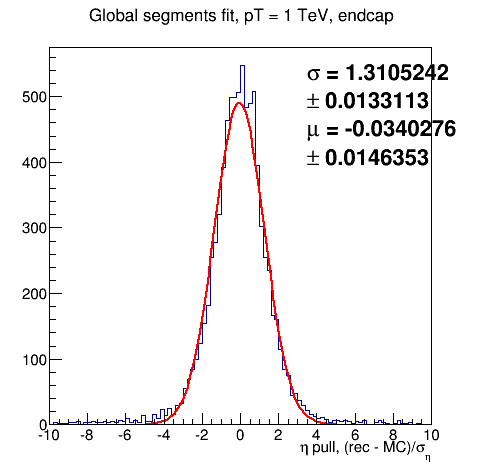 Global segments fit, pT = 1 TeV, endcap
σ = 1.3105242
± 0.0133113
μ = -0.0340276
± 0.0146353
500
400
300
200
100
0
-10 -8 -6 -4 -2 0 2 4 6 8 10
η pull, (rec - MC)/σ_η